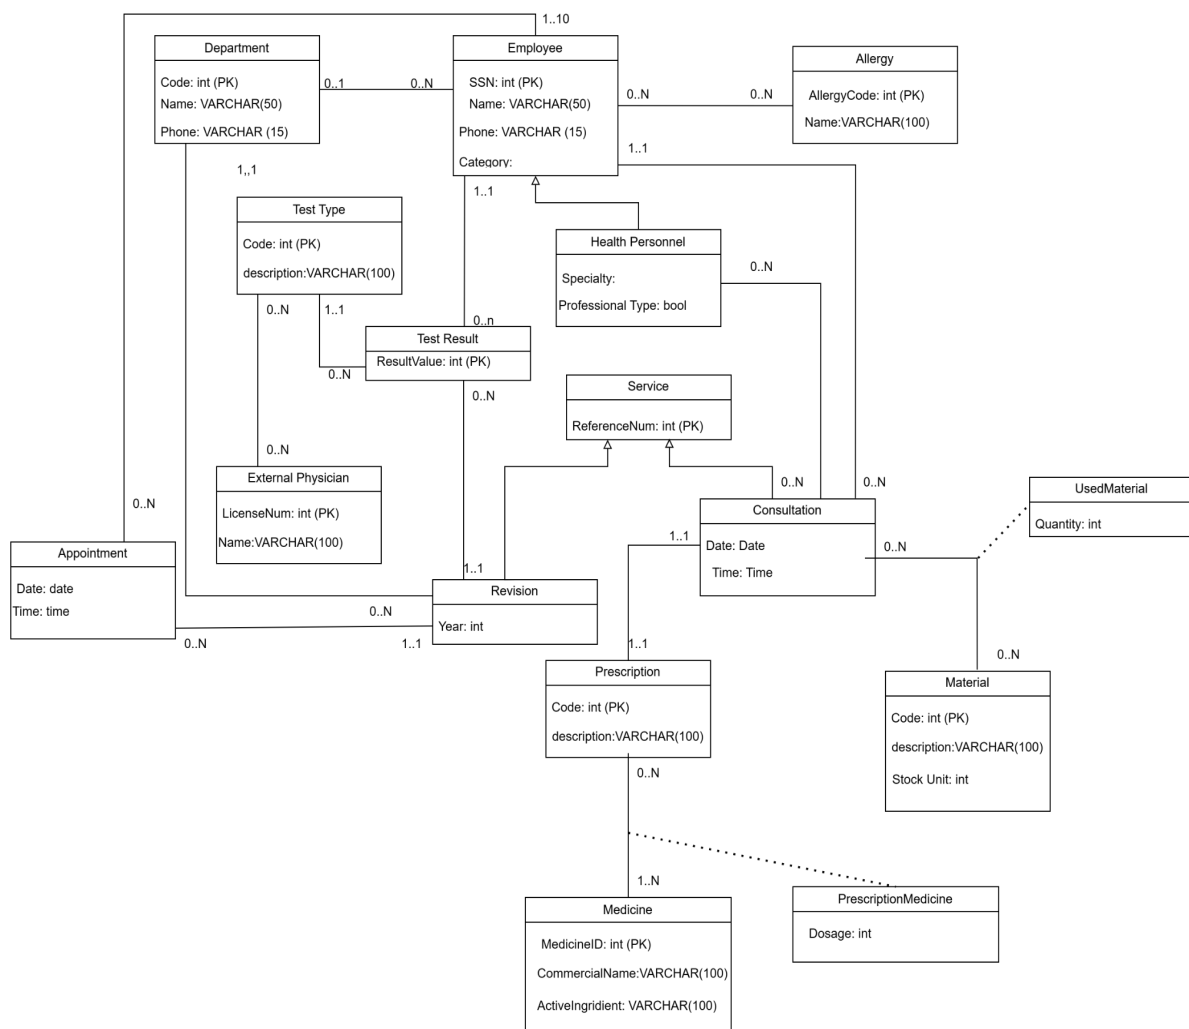 1..10
Department
Code: int (PK)
Name: VARCHAR(50)
Phone: VARCHAR (15)
0..1
0..N
Employee
SSN: int (PK)
Name: VARCHAR(50)
Phone: VARCHAR (15)
Category:
0..N
0..N
Allergy
AllergyCode: int (PK)
Name:VARCHAR(100)
1..1
1,,1
1..1
Test Type
Code: int (PK)
description:VARCHAR(100)
Health Personnel
Specialty:
Professional Type: bool
0..N
0..N
1..1
0..n
Test Result
ResultValue: int (PK)
0..N
0..N
Service
ReferenceNum: int (PK)
0..N
External Physician
LicenseNum: int (PK)
Name:VARCHAR(100)
0..N
0..N
0..N
Consultation
Date: Date
Time: Time
UsedMaterial
Quantity: int
0..N
1..1
0..N
Appointment
Date: date
Time: time
1..1
Revision
Year: int
0..N
0..N
1..1
1..1
0..N
Prescription
Code: int (PK)
description:VARCHAR(100)
Material
Code: int (PK)
description:VARCHAR(100)
Stock Unit: int
0..N
1..N
Medicine
MedicineID: int (PK)
CommercialName:VARCHAR(100)
ActiveIngridient: VARCHAR(100)
PrescriptionMedicine
Dosage: int